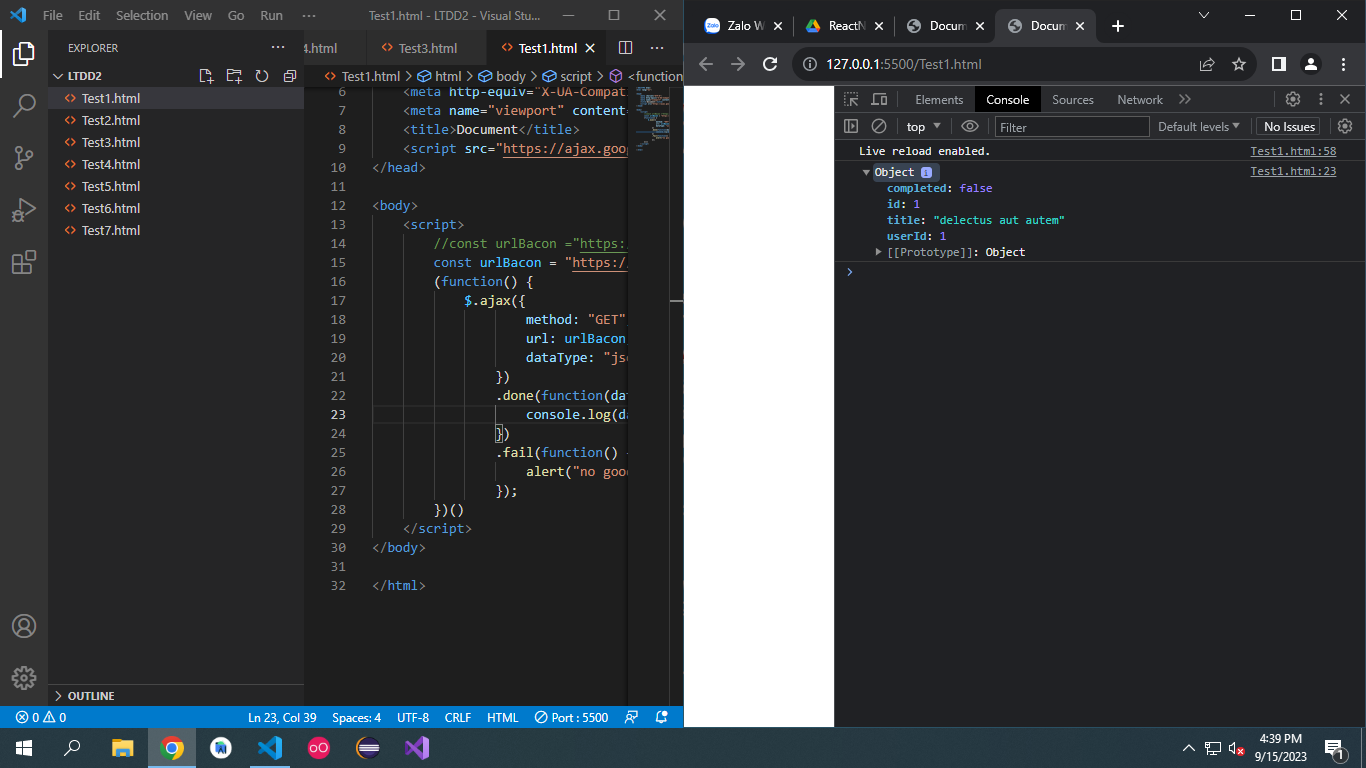 File Edit Selection View Go Run ··· Test1.html - LTDD2 - Visual Stu...
EXPLORER ···
LTDD2
Test1.html
Test2.html
Test3.html
Test4.html
Test5.html
Test6.html
Test7.html
OUTLINE
4.html Test3.html Test1.html ···
Test1.html > html > body > script > <function
6 <meta http-equiv="X-UA-Compati
7 <meta name="viewport" content=
8 <title>Document</title>
9 <script src="https://ajax.goog
10 </head>
11
12 <body>
13 <script>
14 //const urlBacon ="https:
15 const urlBacon = "https:/
16 (function() {
17 $.ajax({
18 method: "GET",
19 url: urlBacon
20 dataType: "jso
21 })
22 .done(function(dat
23 console.log(da
24 })
25 .fail(function() {
26 alert("no good
27 });
28 })()
29 </script>
30 </body>
31
32 </html>
0 0 Ln 23, Col 39 Spaces: 4 UTF-8 CRLF HTML Port : 5500
Zalo W ReactN Docum Docum
127.0.0.1:5500/Test1.html
Elements Console Sources Network
top Filter Default levels No Issues
Live reload enabled. Test1.html:58
Object i Test1.html:23
completed: false
id: 1
title: "delectus aut autem"
userId: 1
[[Prototype]]: Object
Zalo
4:39 PM
9/15/2023
1